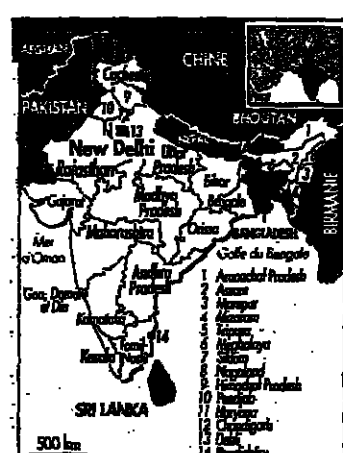 CHINE
PAKISTAN
BHOUTAN
New Delhi
Rajasthan
Pradesh
Bihar
Gujarat
Madhya
Pradesh
Bengale
BIRMANIE
Maharashtra
Orissa
BANGLADESH
Mer
d'Oman
Golfe du Bengale
Goa, Daman
et Diu
Andhra
Pradesh
Karnataka
Tamil-
Nadu
Kerala
SRI LANKA
500 km
1 Arunachal Pradesh
2 Assam
3 Manipur
4 Mizoram
5 Tripura
6 Meghalaya
7 Sikkim
8 Nagaland
9 Himachal Pradesh
10 Pendjab
11 Haryana
12 Chandigarh
13 Delhi